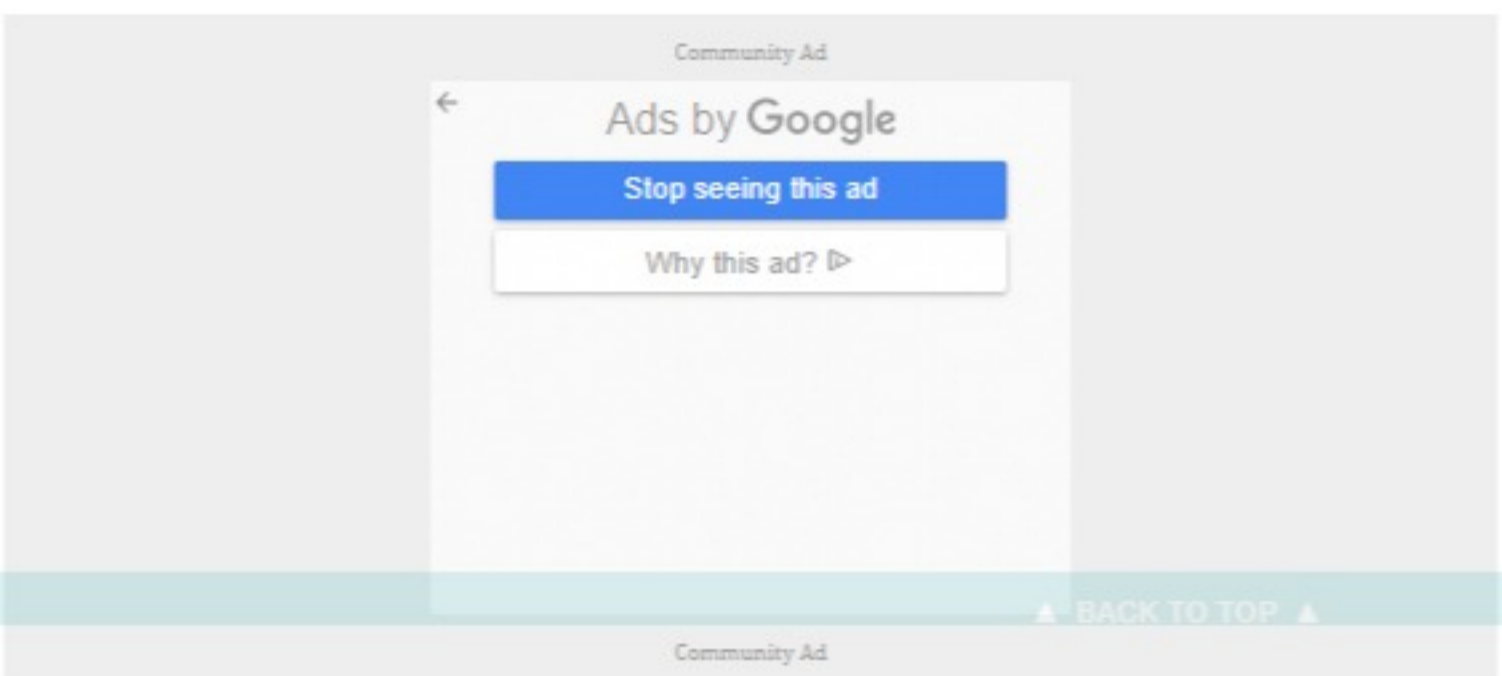 Community Ad
Ads by Google
Stop seeing this ad
Why this ad?
▲ BACK TO TOP ▲
Community Ad